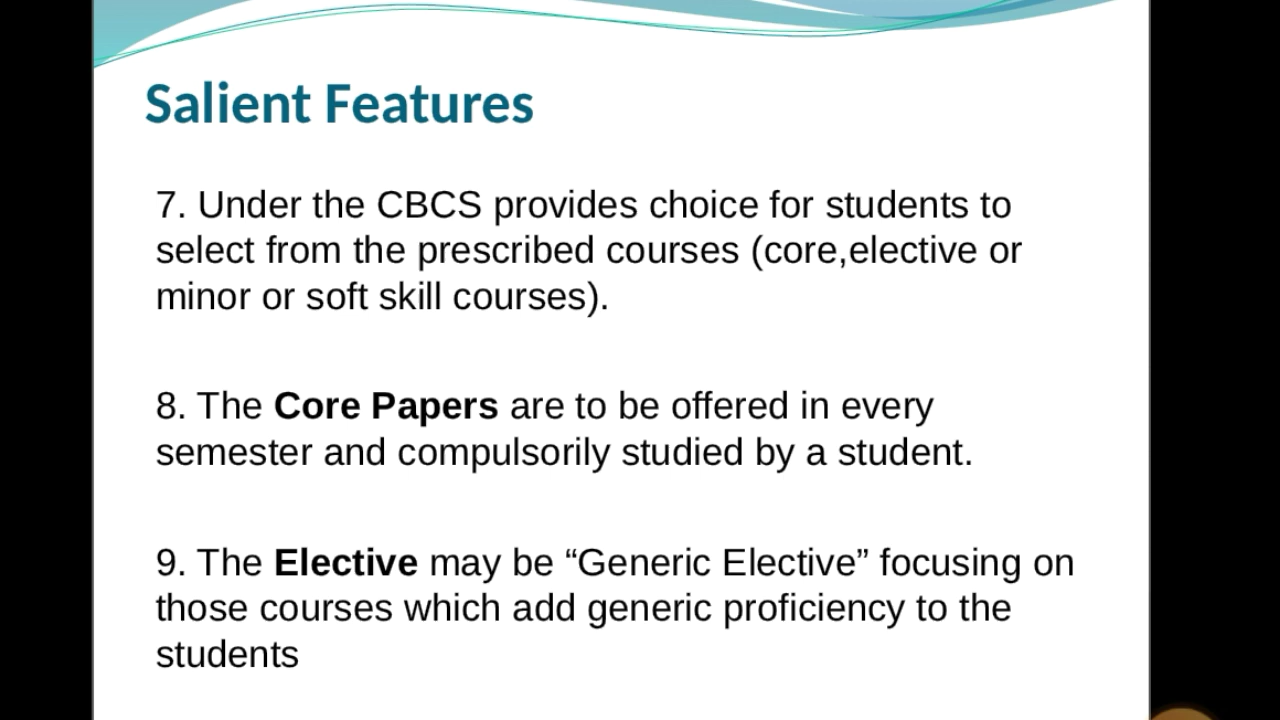 Salient Features
7. Under the CBCS provides choice for students to
select from the prescribed courses (core,elective or
minor or soft skill courses).
8. The Core Papers are to be offered in every
semester and compulsorily studied by a student.
9. The Elective may be “Generic Elective” focusing on
those courses which add generic proficiency to the
students